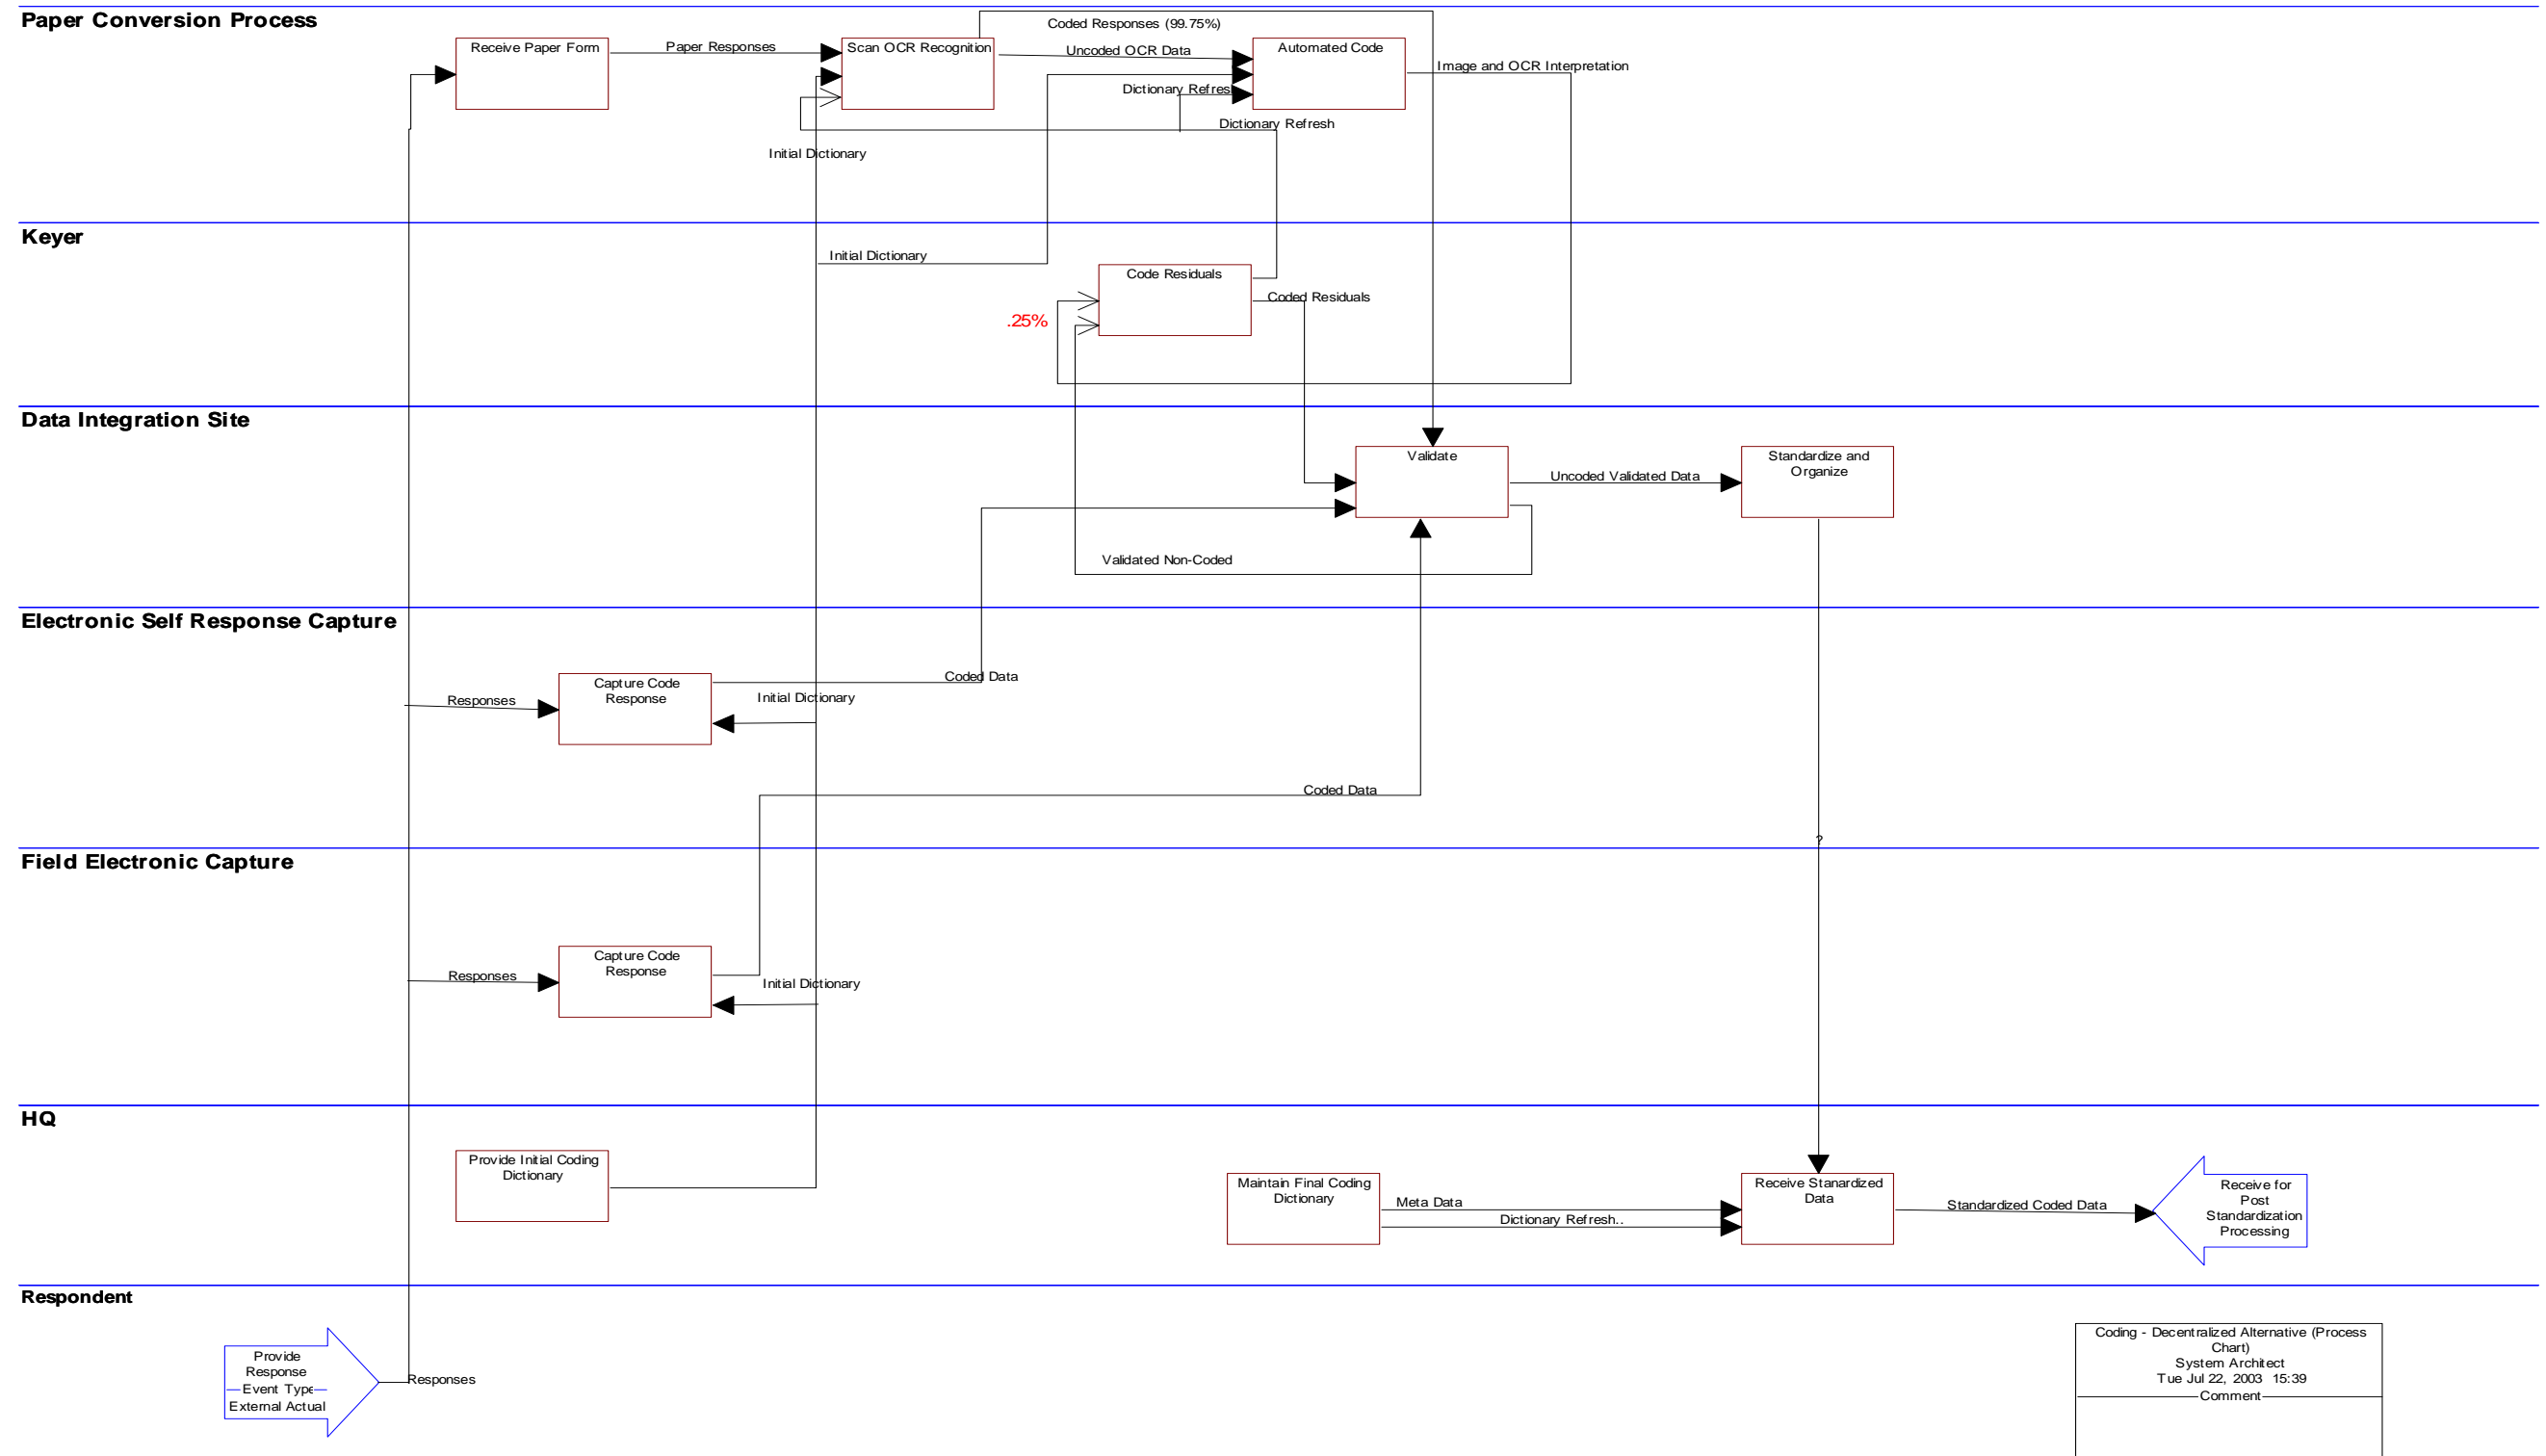 Paper Conversion Process
Coded Responses (99.75%)
Receive Paper Form
Paper Responses
Scan OCR Recognition
Uncoded OCR Data
Automated Code
Image and OCR Interpretation
Dictionary Refres
Dictionary Refresh
Initial Dictionary
Keyer
Initial Dictionary
Code Residuals
Coded Residuals
.25%
Data Integration Site
Validate
Uncoded Validated Data
Standardize and
Organize
Validated Non-Coded
Electronic Self Response Capture
Responses
Capture Code
Response
Coded Data
Initial Dictionary
Coded Data
?
Field Electronic Capture
Responses
Capture Code
Response
Initial Dictionary
HQ
Provide Initial Coding
Dictionary
Maintain Final Coding
Dictionary
Meta Data
Dictionary Refresh..
Receive Stanardized
Data
Standardized Coded Data
Receive for
Post
Standardization
Processing
Respondent
Provide
Response
Event Type
External Actual
Responses
Coding - Decentralized Alternative (Process
Chart)
System Architect
Tue Jul 22, 2003 15:39
Comment